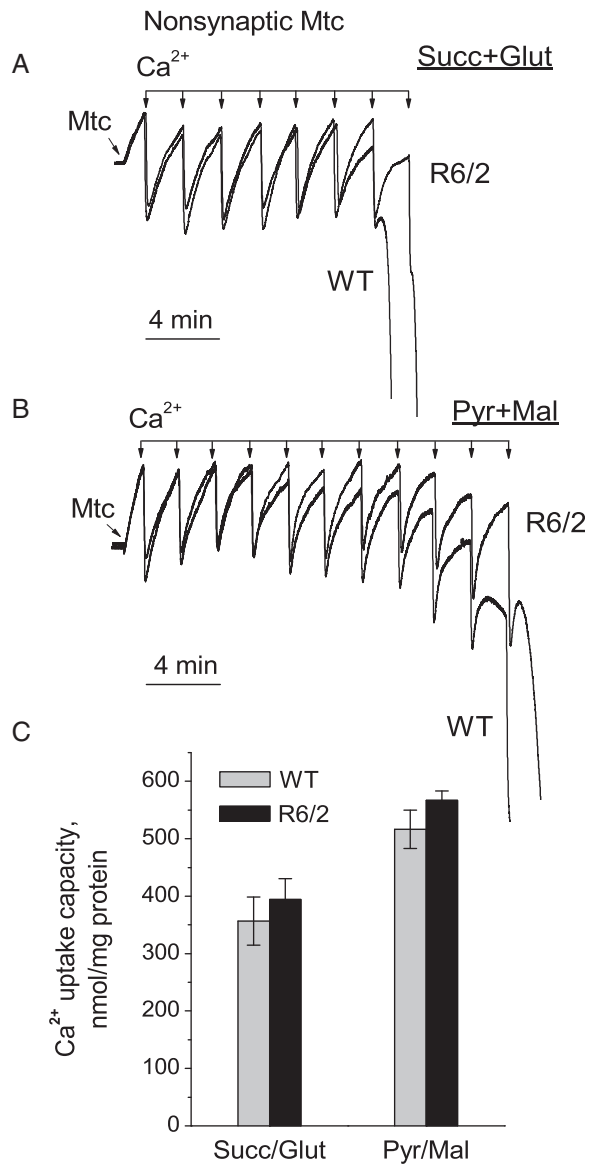 Nonsynaptic Mtc
A
Succ+Glut
Ca²⁺
Mtc
R6/2
WT
4 min
B
Pyr+Mal
Ca²⁺
Mtc
R6/2
4 min
WT
C
WT
R6/2
Ca²⁺ uptake capacity,
nmol/mg protein
600
500
400
300
200
100
0
Succ/Glut
Pyr/Mal